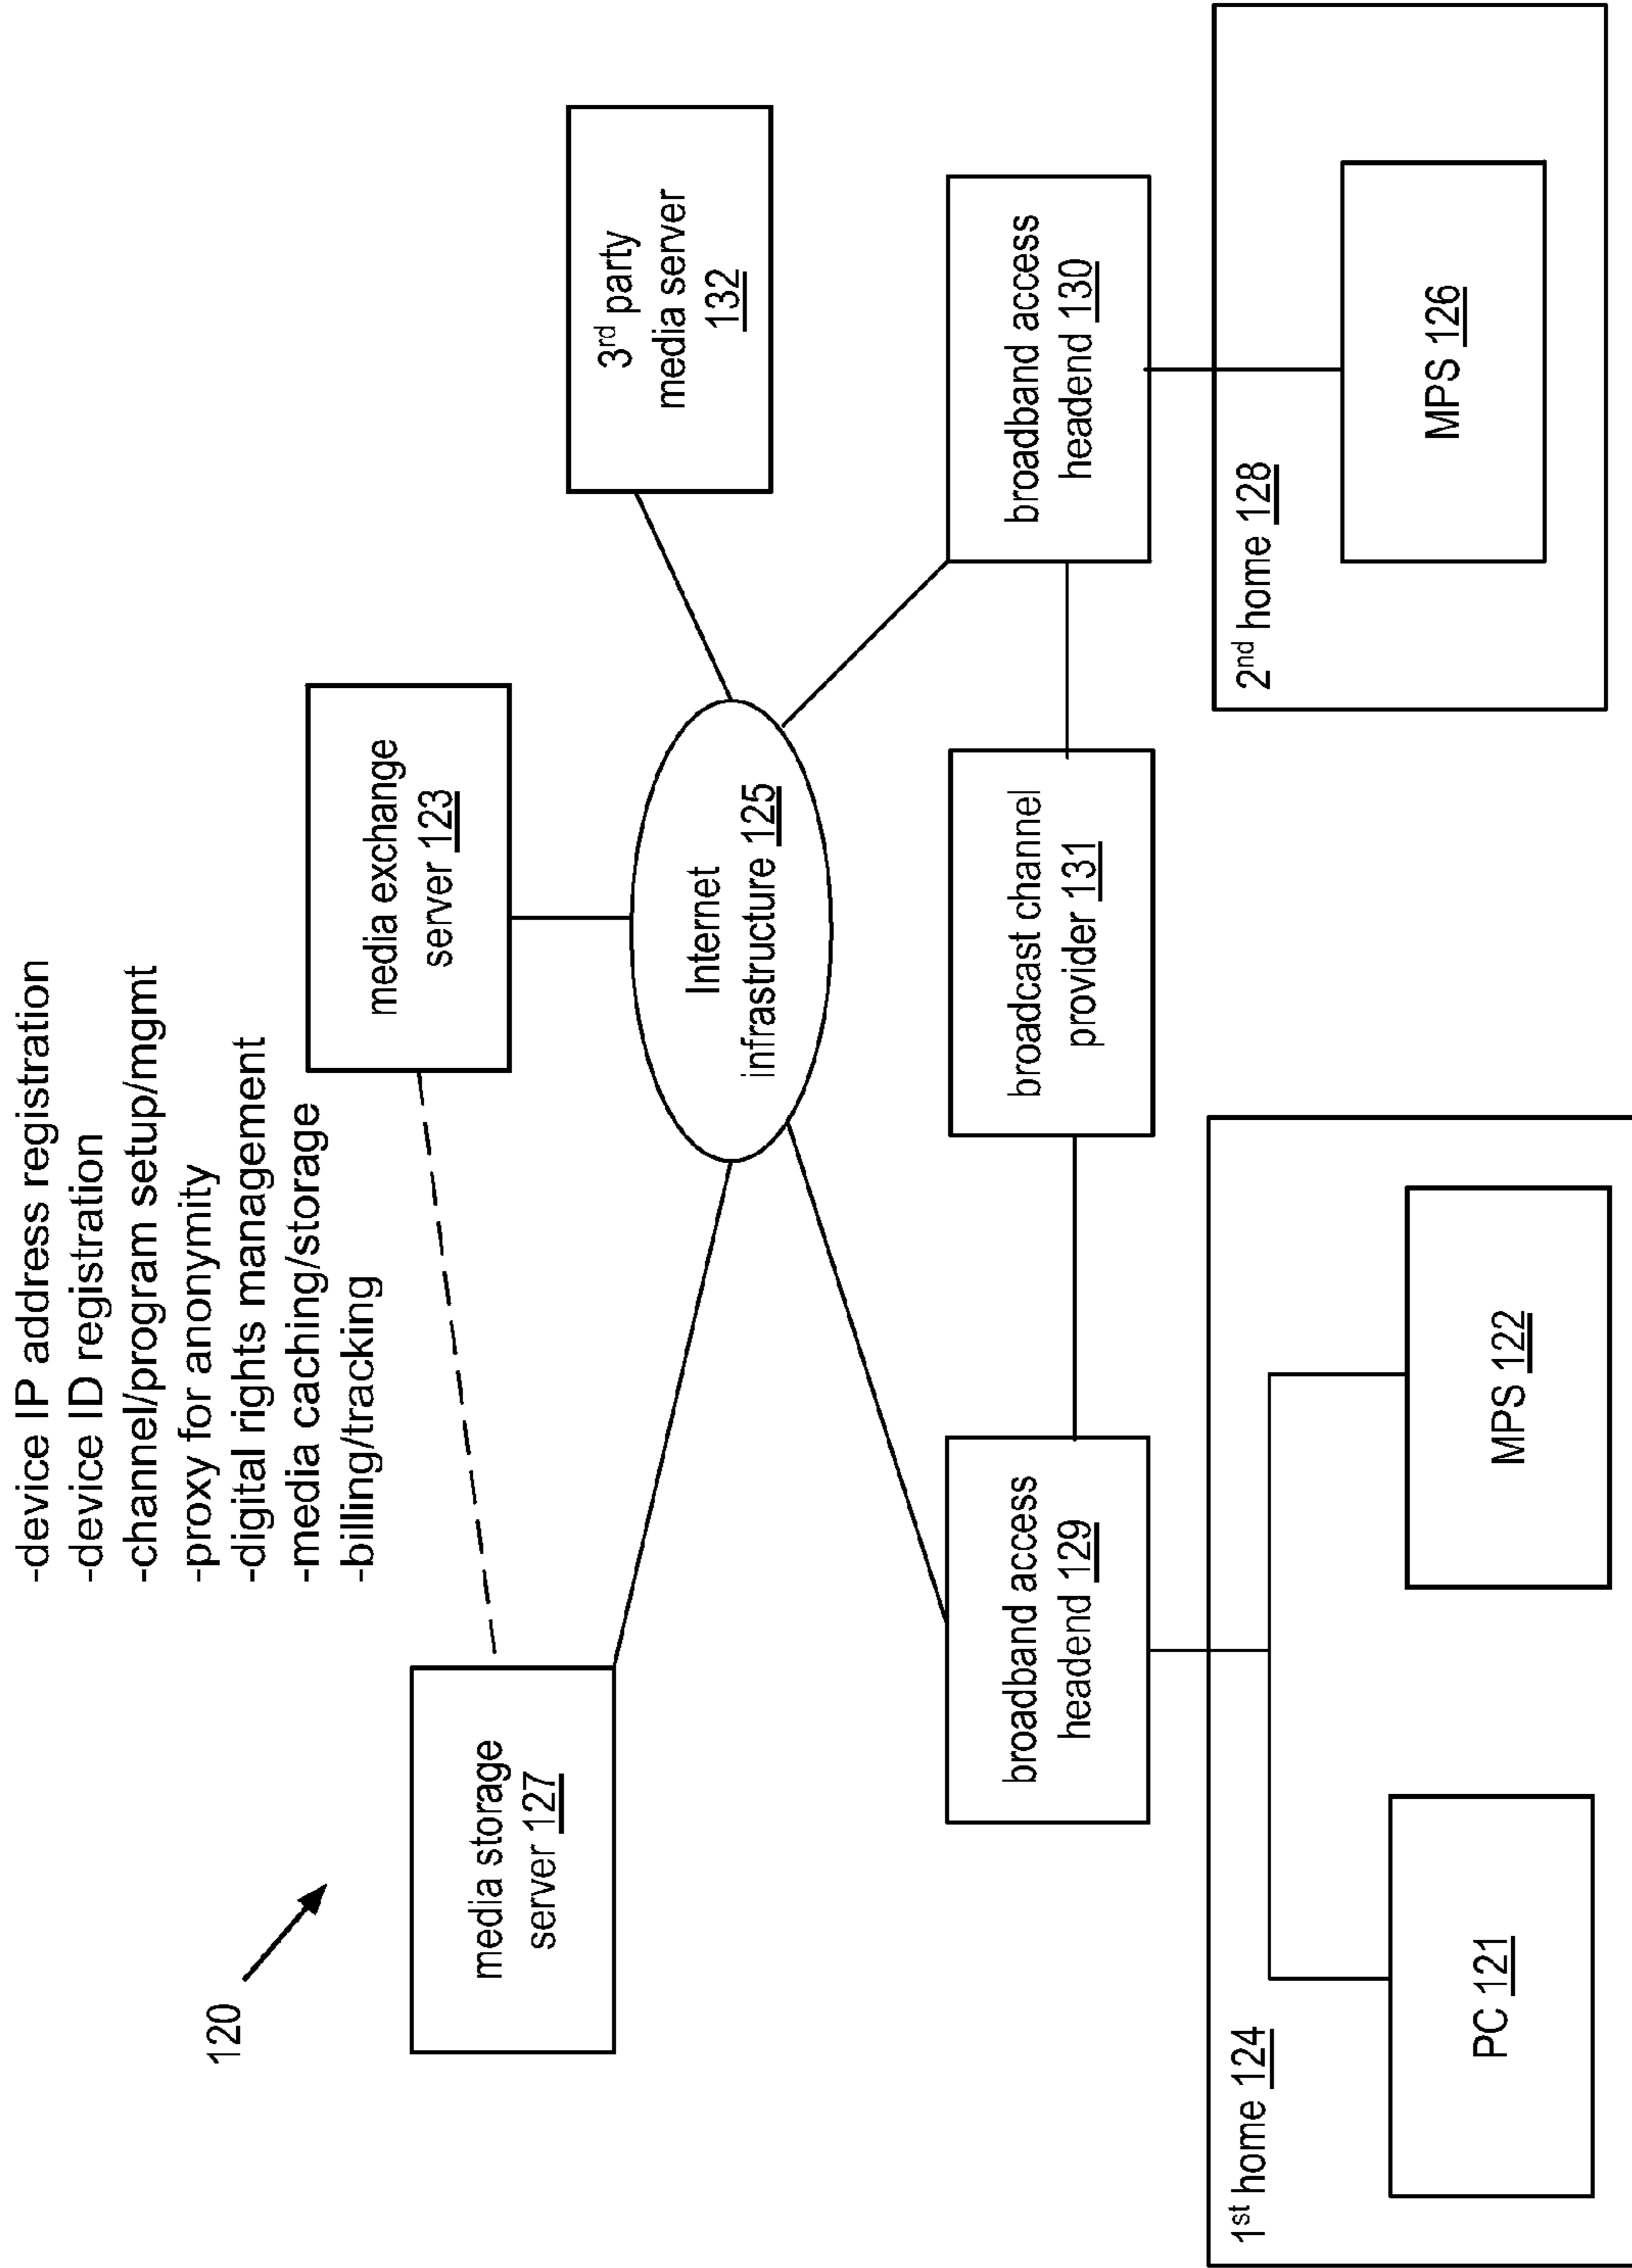 -device IP address registration
-device ID registration
-channel/program setup/mgmt
-proxy for anonymity
-digital rights management
-media caching/storage
-billing/tracking
120
media exchange
server 123
media storage
server 127
3rd party
media server
132
Internet
infrastructure 125
broadband access
headend 129
broadcast channel
provider 131
broadband access
headend 130
1st home 124
PC 121
MPS 122
2nd home 128
MPS 126